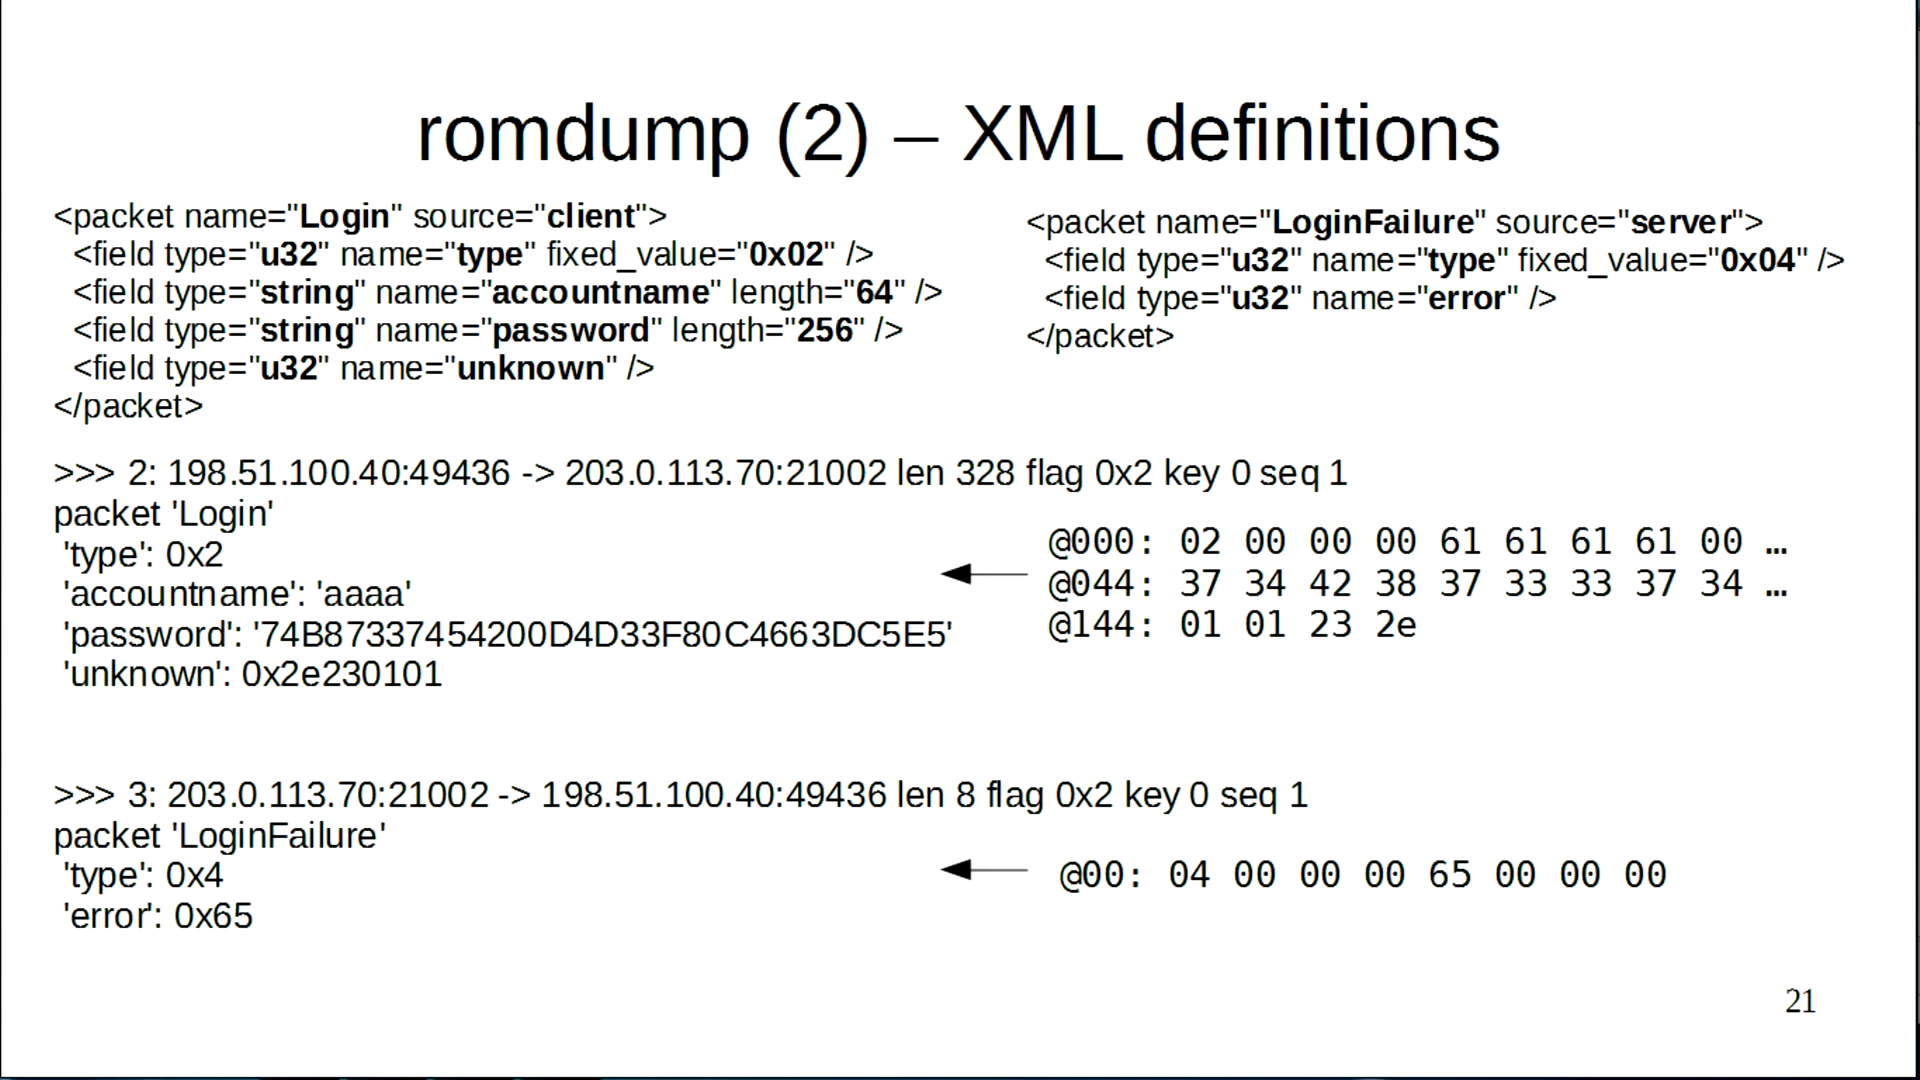 romdump (2) – XML definitions
<packet name="Login" source="client">
<field type="u32" name="type" fixed_value="0x02" />
<field type="string" name="accountname" length="64" />
<field type="string" name="password" length="256" />
<field type="u32" name="unknown" />
</packet>
<packet name="LoginFailure" source="server">
<field type="u32" name="type" fixed_value="0x04" />
<field type="u32" name="error" />
</packet>
>>> 2: 198.51.100.40:49436 -> 203.0.113.70:21002 len 328 flag 0x2 key 0 seq 1
packet 'Login'
'type': 0x2
'accountname': 'aaaa'
'password': '74B87337454200D4D33F80C4663DC5E5'
'unknown': 0x2e230101
@000: 02 00 00 00 61 61 61 61 00 …
@044: 37 34 42 38 37 33 33 37 34 …
@144: 01 01 23 2e
>>> 3: 203.0.113.70:21002 -> 198.51.100.40:49436 len 8 flag 0x2 key 0 seq 1
packet 'LoginFailure'
'type': 0x4
'error': 0x65
@00: 04 00 00 00 65 00 00 00
21